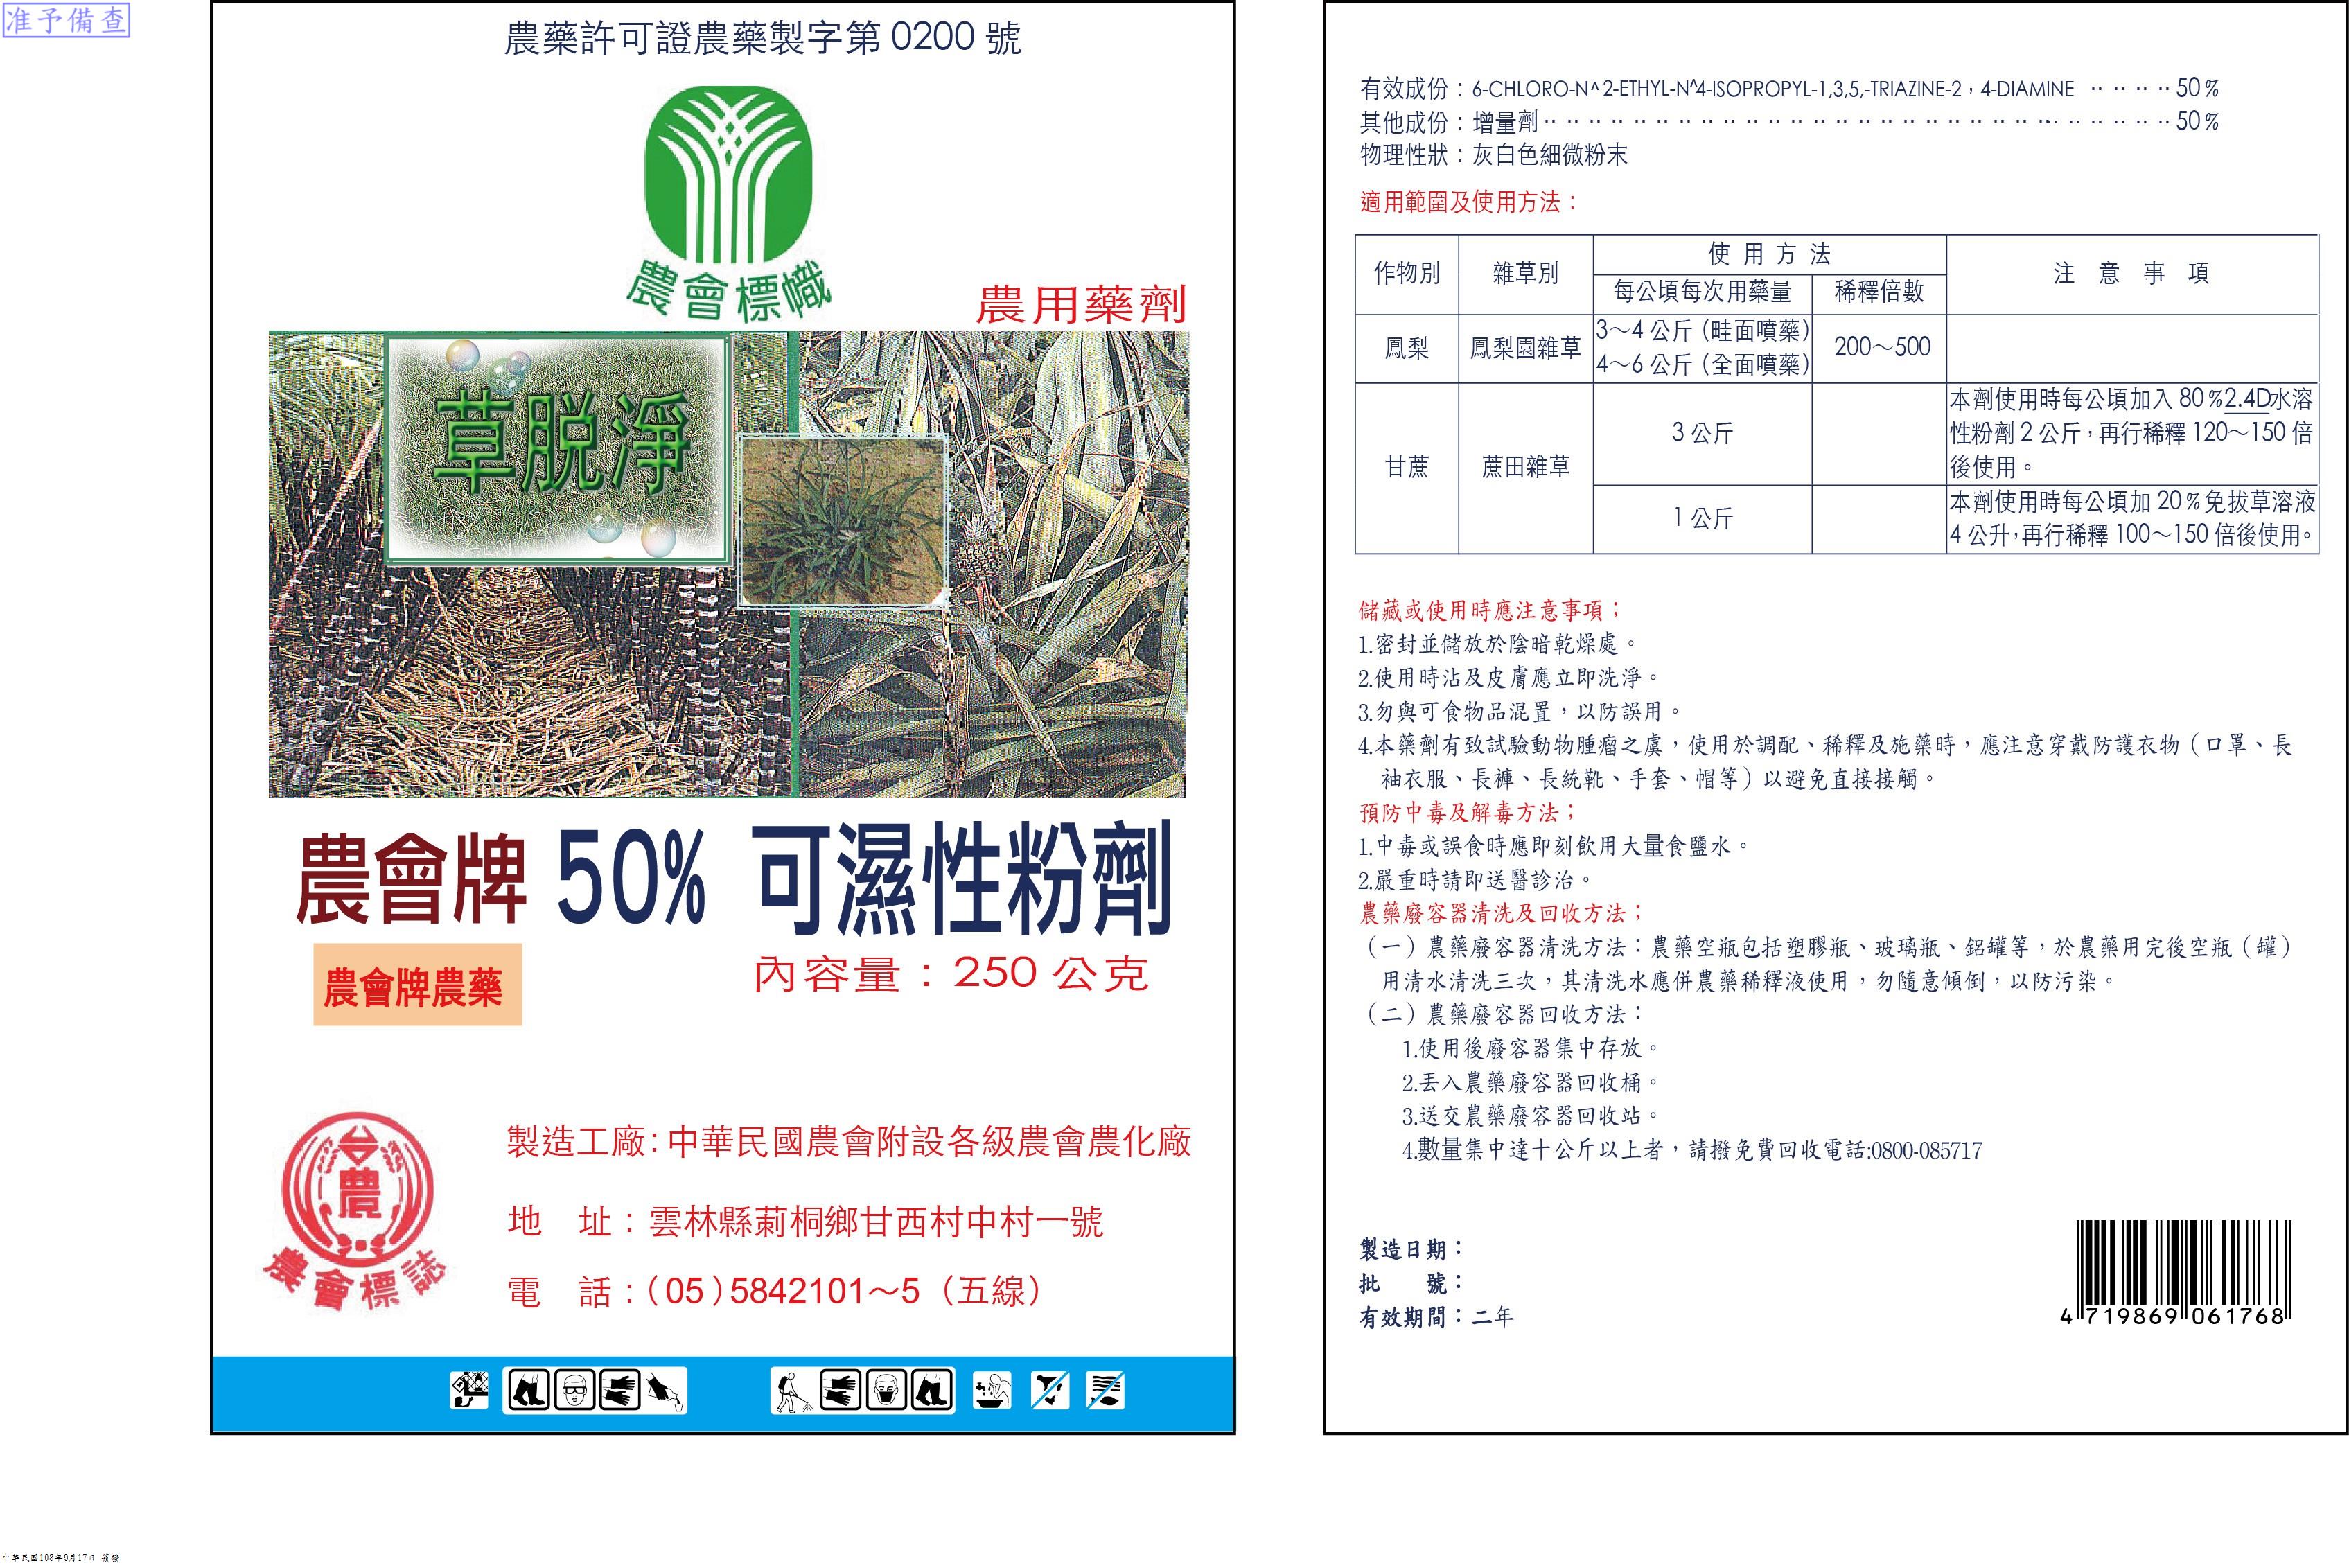 准予備查
農藥許可證農藥製字第 0200 號
農會標幟
農用藥劑
草脫淨
農會牌 50% 可濕性粉劑
農會牌農藥
內容量：250 公克
台農
農會標誌
製造工廠：中華民國農會附設各級農會農化廠
地　址：雲林縣莿桐鄉甘西村中村一號
電　話：（05）5842101～5（五線）
有效成份：6-CHLORO-N^2-ETHYL-N^4-ISOPROPYL-1,3,5,-TRIAZINE-2，4-DIAMINE ‥‥‥‥50%
其他成份：增量劑‥‥‥‥‥‥‥‥‥‥‥‥‥‥‥‥‥‥‥‥‥‥‥‥‥‥‥‥50%
物理性狀：灰白色細微粉末
適用範圍及使用方法：
作物別 雜草別 使用方法 注意事項
每公頃每次用藥量 稀釋倍數
鳳梨 鳳梨園雜草 3～4 公斤（畦面噴藥） 200～500
4～6 公斤（全面噴藥）
甘蔗 蔗田雜草 3 公斤 本劑使用時每公頃加入 80%2.4D水溶
性粉劑 2 公斤，再行稀釋 120～150 倍
後使用。
1 公斤 本劑使用時每公頃加 20%免拔草溶液
4 公升，再行稀釋 100～150 倍後使用。
儲藏或使用時應注意事項；
1.密封並儲放於陰暗乾燥處。
2.使用時沾及皮膚應立即洗淨。
3.勿與可食物品混置，以防誤用。
4.本藥劑有致試驗動物腫瘤之虞，使用於調配、稀釋及施藥時，應注意穿戴防護衣物（口罩、長
袖衣服、長褲、長統靴、手套、帽等）以避免直接接觸。
預防中毒及解毒方法；
1.中毒或誤食時應即刻飲用大量食鹽水。
2.嚴重時請即送醫診治。
農藥廢容器清洗及回收方法；
（一）農藥廢容器清洗方法：農藥空瓶包括塑膠瓶、玻璃瓶、鋁罐等，於農藥用完後空瓶（罐）
用清水清洗三次，其清洗水應併農藥稀釋液使用，勿隨意傾倒，以防污染。
（二）農藥廢容器回收方法：
1.使用後廢容器集中存放。
2.丟入農藥廢容器回收桶。
3.送交農藥廢容器回收站。
4.數量集中達十公斤以上者，請撥免費回收電話:0800-085717
製造日期：
批　　號：
有效期間：二年
4 719869 061768
中華民國108年9月17日 簽發